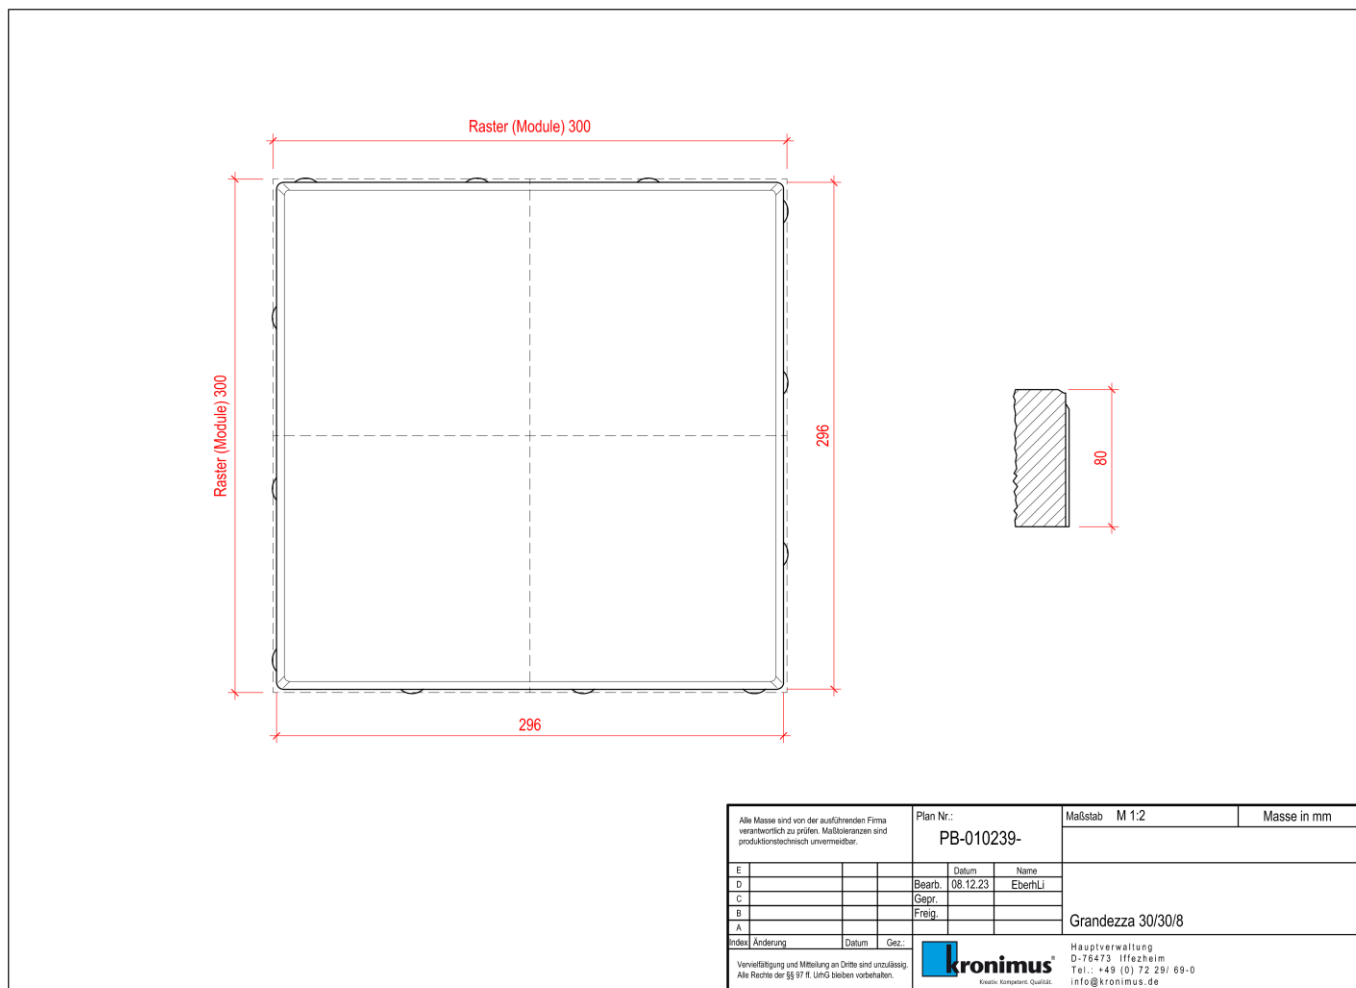 Raster (Module) 300
Raster (Module) 300
296
80
296
Alle Masse sind von der ausführenden Firma
verantwortlich zu prüfen. Maßtoleranzen sind
produktionstechnisch unvermeidbar.
Plan Nr.:
PB-010239-
Maßstab M 1:2
Masse in mm
E
Datum Name
D
Bearb. 08.12.23 EberhLi
C
Gepr.
B
Freig.
A
Grandezza 30/30/8
Index Änderung Datum Gez.:
Vervielfältigung und Mitteilung an Dritte sind unzulässig.
Alle Rechte der §§ 97 ff. UrhG bleiben vorbehalten.
kronimus®
Kreativ. Kompetent. Qualität.
Hauptverwaltung
D-76473 Iffezheim
Tel.: +49 (0) 72 29/ 69-0
info@kronimus.de